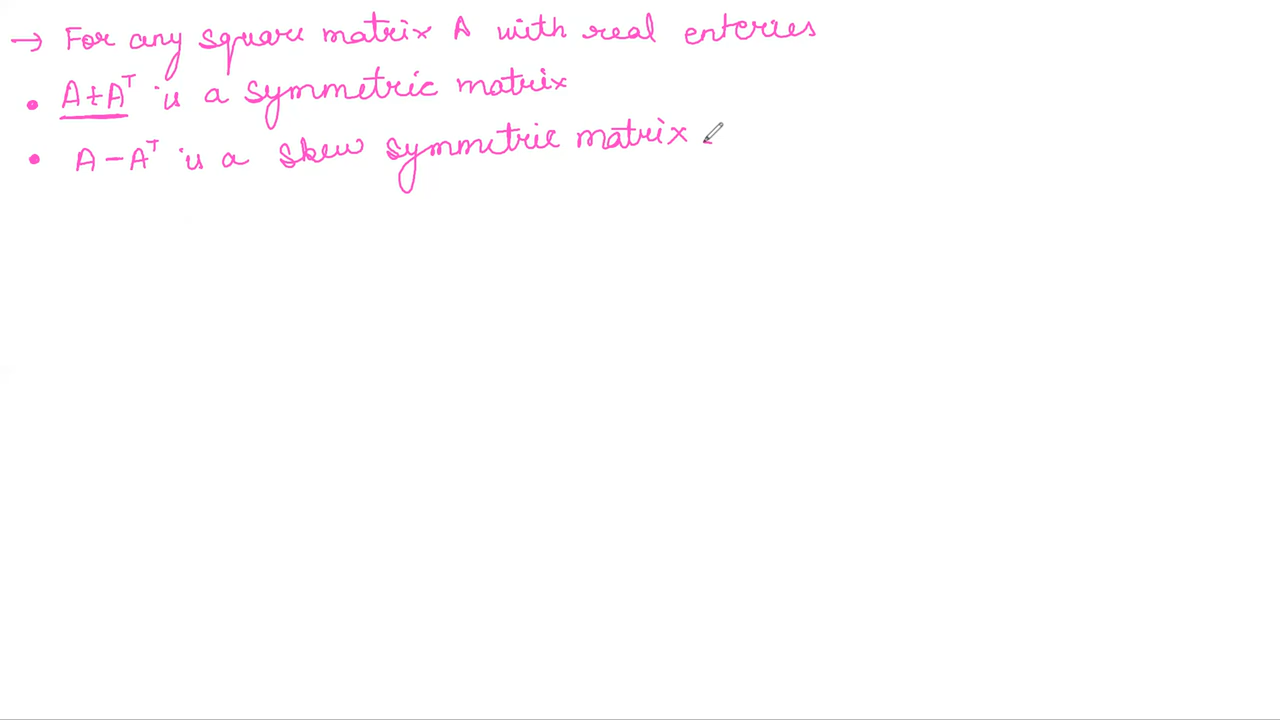 → For any square matrix A with real enteries
• A+Aᵀ is a symmetric matrix
• A-Aᵀ is a skew symmetric matrix